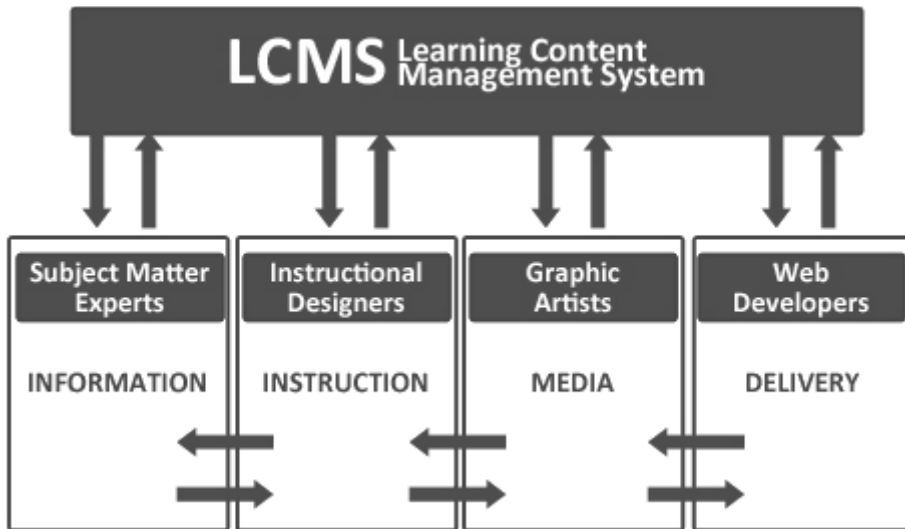 LCMS Learning Content
Management System
Subject Matter
Experts
Instructional
Designers
Graphic
Artists
Web
Developers
INFORMATION
INSTRUCTION
MEDIA
DELIVERY